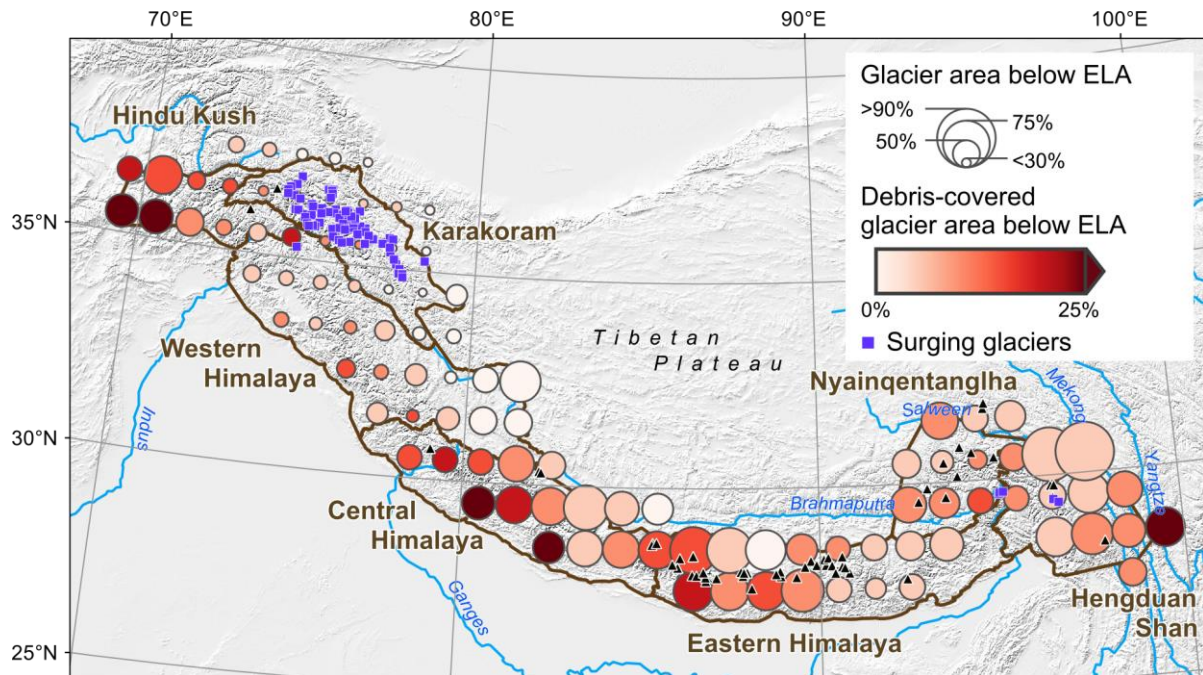 70°E
80°E
90°E
100°E
Glacier area below ELA
>90%
75%
50%
<30%
Debris-covered
glacier area below ELA
0%
25%
Surging glaciers
Hindu Kush
35°N
Karakoram
Tibetan
Plateau
Western
Himalaya
Nyainqentanglha
Mekong
Salween
Indus
30°N
Yangtze
Brahmaputra
Central
Himalaya
Ganges
Hengduan
Shan
Eastern Himalaya
25°N